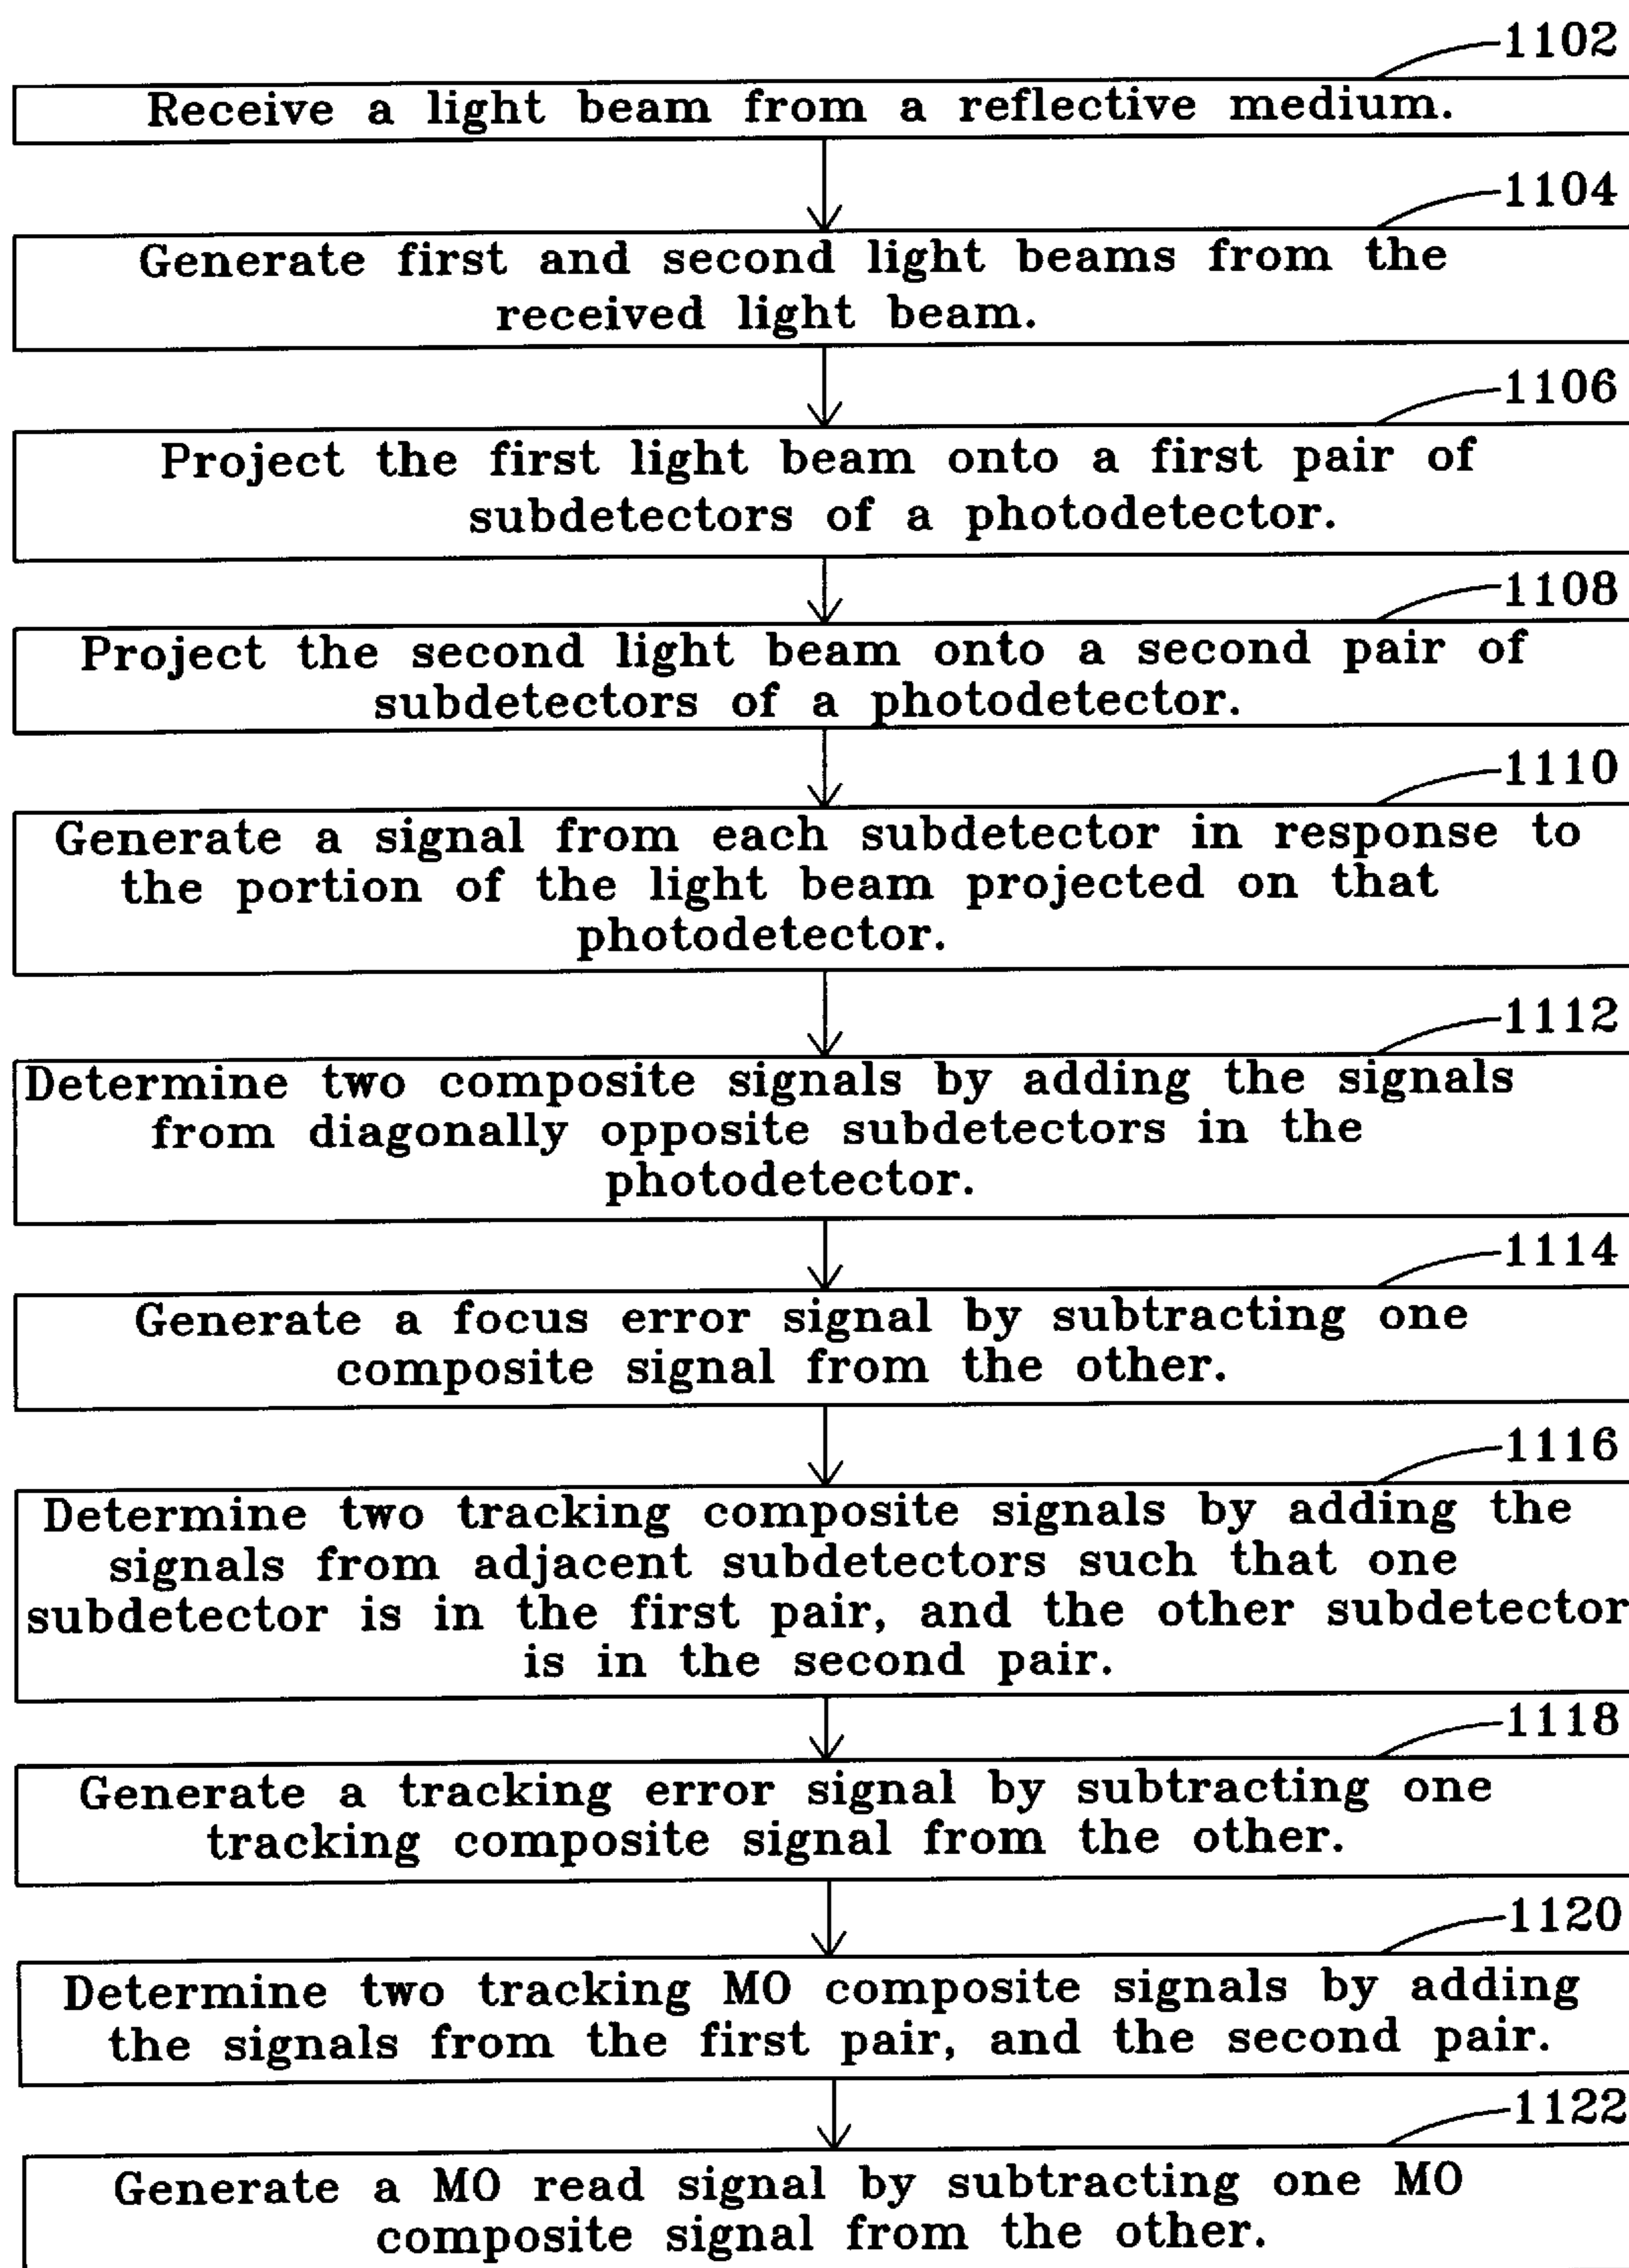 1102
Receive a light beam from a reflective medium.
1104
Generate first and second light beams from the
received light beam.
1106
Project the first light beam onto a first pair of
subdetectors of a photodetector.
1108
Project the second light beam onto a second pair of
subdetectors of a photodetector.
1110
Generate a signal from each subdetector in response to
the portion of the light beam projected on that
photodetector.
1112
Determine two composite signals by adding the signals
from diagonally opposite subdetectors in the
photodetector.
1114
Generate a focus error signal by subtracting one
composite signal from the other.
1116
Determine two tracking composite signals by adding the
signals from adjacent subdetectors such that one
subdetector is in the first pair, and the other subdetector
is in the second pair.
1118
Generate a tracking error signal by subtracting one
tracking composite signal from the other.
1120
Determine two tracking MO composite signals by adding
the signals from the first pair, and the second pair.
1122
Generate a MO read signal by subtracting one MO
composite signal from the other.